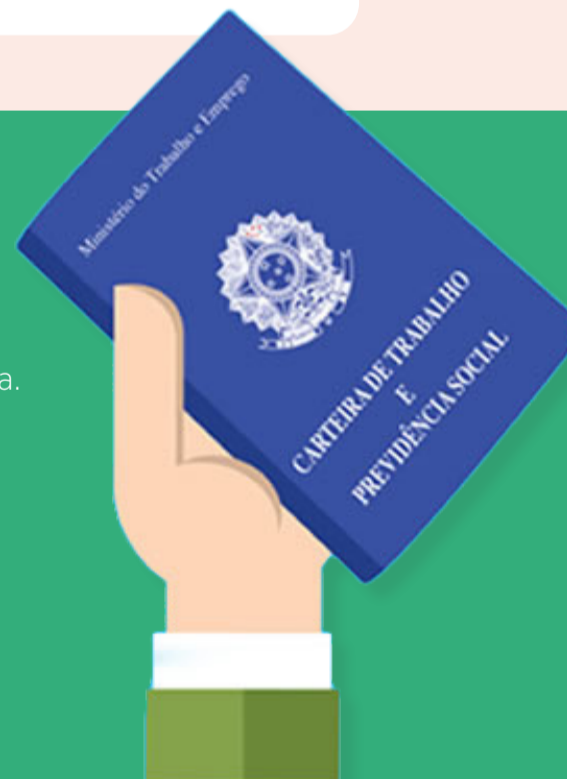 Ministério do Trabalho e Emprego
CARTEIRA DE TRABALHO
E
PREVIDÊNCIA SOCIAL
a.